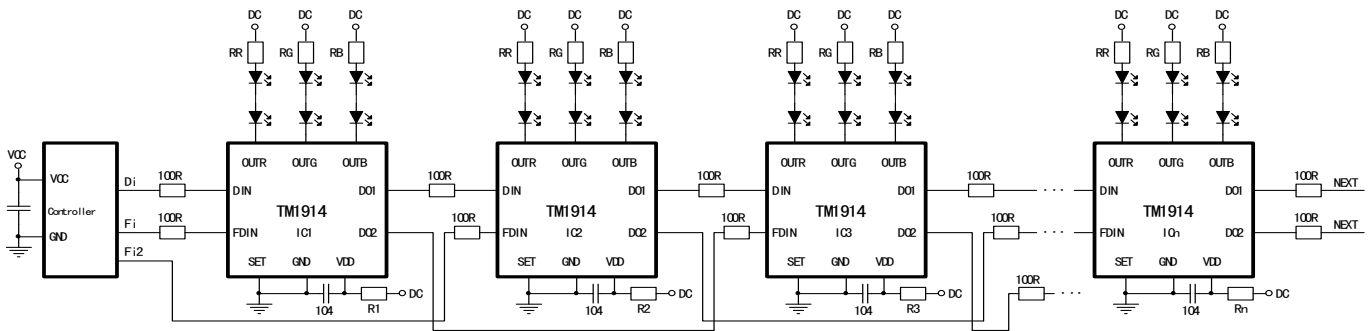 DC DC DC DC DC DC DC DC DC DC DC DC
RR RG RB RR RG RB RR RG RB RR RG RB
OUTR OUTG OUTB OUTR OUTG OUTB OUTR OUTG OUTB OUTR OUTG OUTB
VCC
VCC Di 100R DIN DO1 100R DIN DO1 100R DIN DO1 100R ... DIN DO1 100R NEXT
Controller TM1914 TM1914 TM1914 TM1914
Fi 100R 100R 100R 100R 100R NEXT
GND FDIN IC1 DO2 FDIN IC2 DO2 FDIN IC3 DO2 ... FDIN ICn DO2
Fi2
SET GND VDD SET GND VDD SET GND VDD SET GND VDD
100R ...
DC DC DC DC
104 R1 104 R2 104 R3 104 Rn